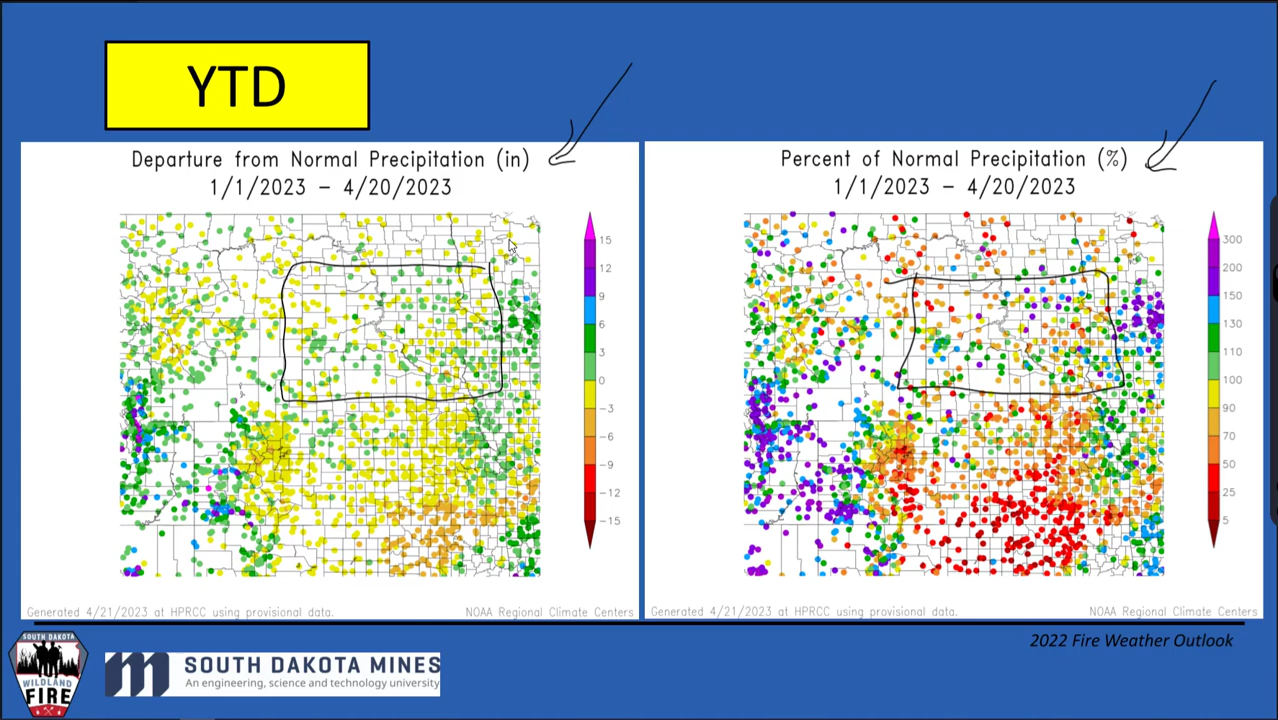 YTD
Departure from Normal Precipitation (in)
1/1/2023 – 4/20/2023
15
12
9
6
3
0
−3
−6
−9
−12
−15
Generated 4/21/2023 at HPRCC using provisional data.
NOAA Regional Climate Centers
Percent of Normal Precipitation (%)
1/1/2023 – 4/20/2023
300
200
150
130
110
100
90
70
50
25
5
Generated 4/21/2023 at HPRCC using provisional data.
NOAA Regional Climate Centers
2022 Fire Weather Outlook
SOUTH DAKOTA
WILDLAND
FIRE
SOUTH DAKOTA MINES
An engineering, science and technology university